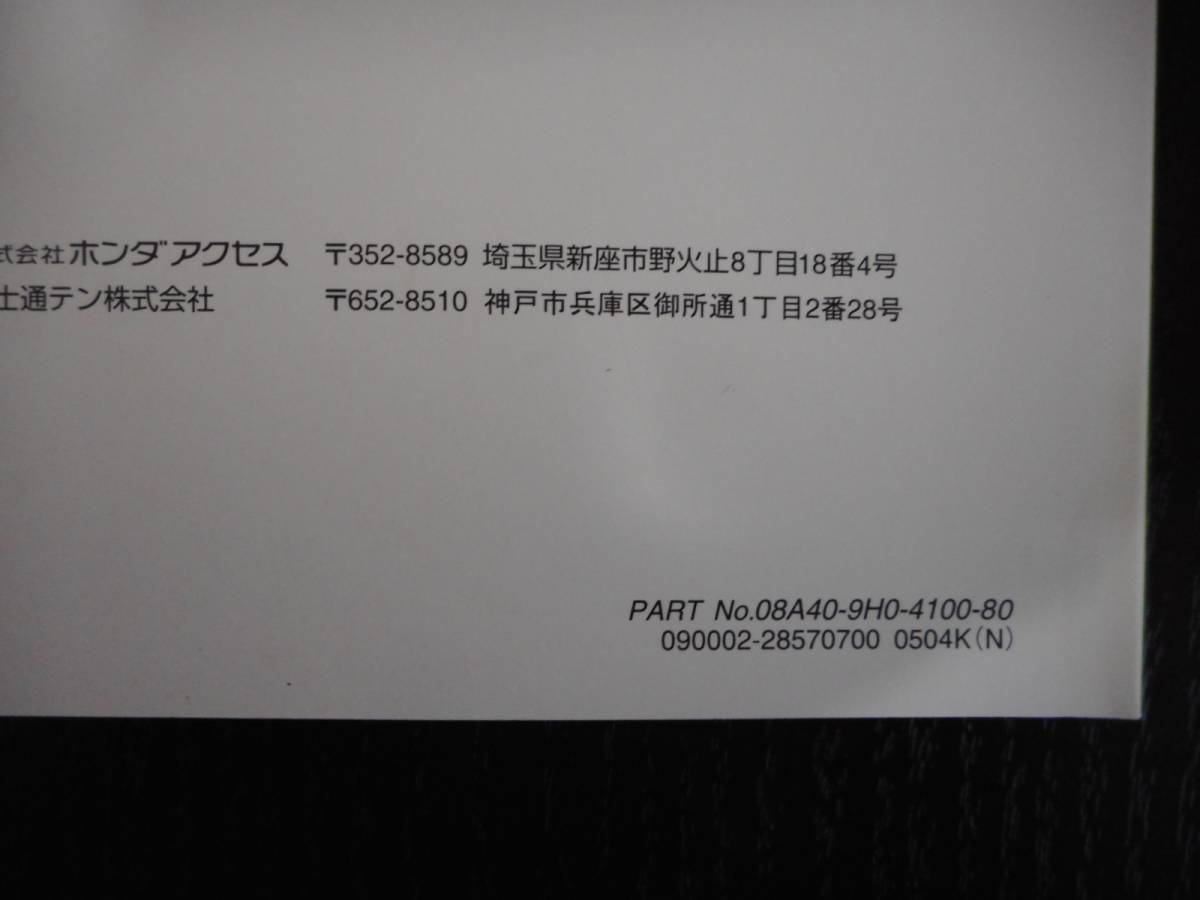 式会社 ホンダアクセス 〒352-8589 埼玉県新座市野火止8丁目18番4号
士通テン株式会社 〒652-8510 神戸市兵庫区御所通1丁目2番28号
PART No.08A40-9H0-4100-80
090002-28570700 0504K(N)